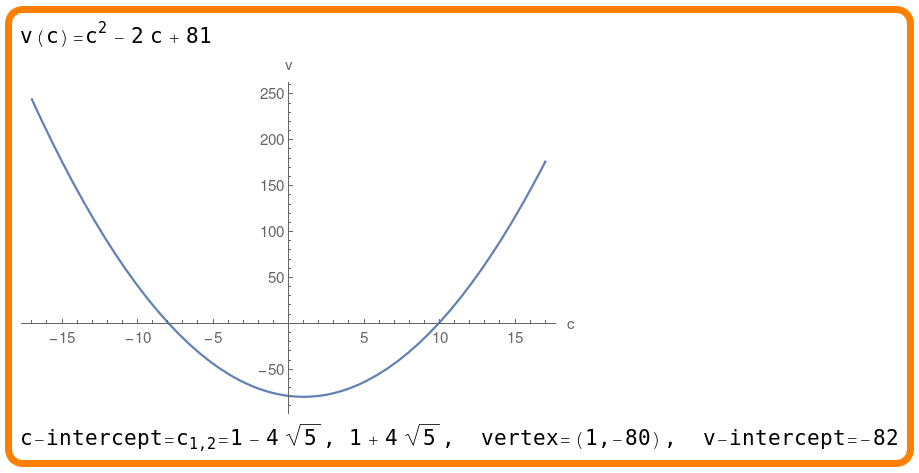 v(c)=c² − 2 c + 81
v
250
200
150
100
50
−15 −10 −5 5 10 15 c
−50
c−intercept=c₁,₂=1 − 4 √5, 1 + 4 √5, vertex=(1,−80), v−intercept=−82